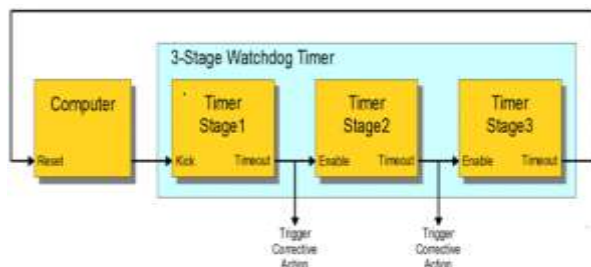 3-Stage Watchdog Timer
Computer
Reset
Timer
Stage1
Kick Timeout
Timer
Stage2
Enable Timeout
Timer
Stage3
Enable Timeout
Trigger
Corrective
Action
Trigger
Corrective
Action